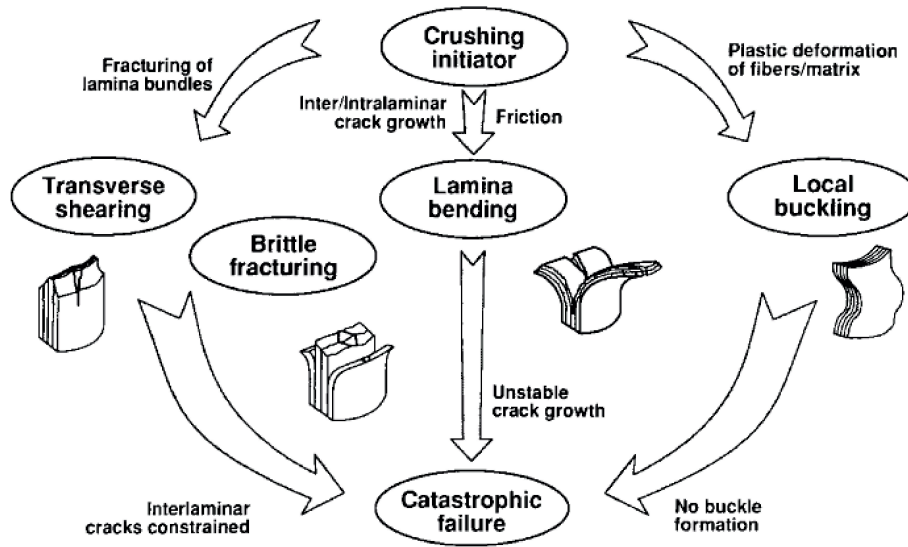 Crushing
initiator
Fracturing of
lamina bundles
Plastic deformation
of fibers/matrix
Inter/Intralaminar
crack growth
Friction
Transverse
shearing
Lamina
bending
Local
buckling
Brittle
fracturing
Unstable
crack growth
Interlaminar
cracks constrained
Catastrophic
failure
No buckle
formation